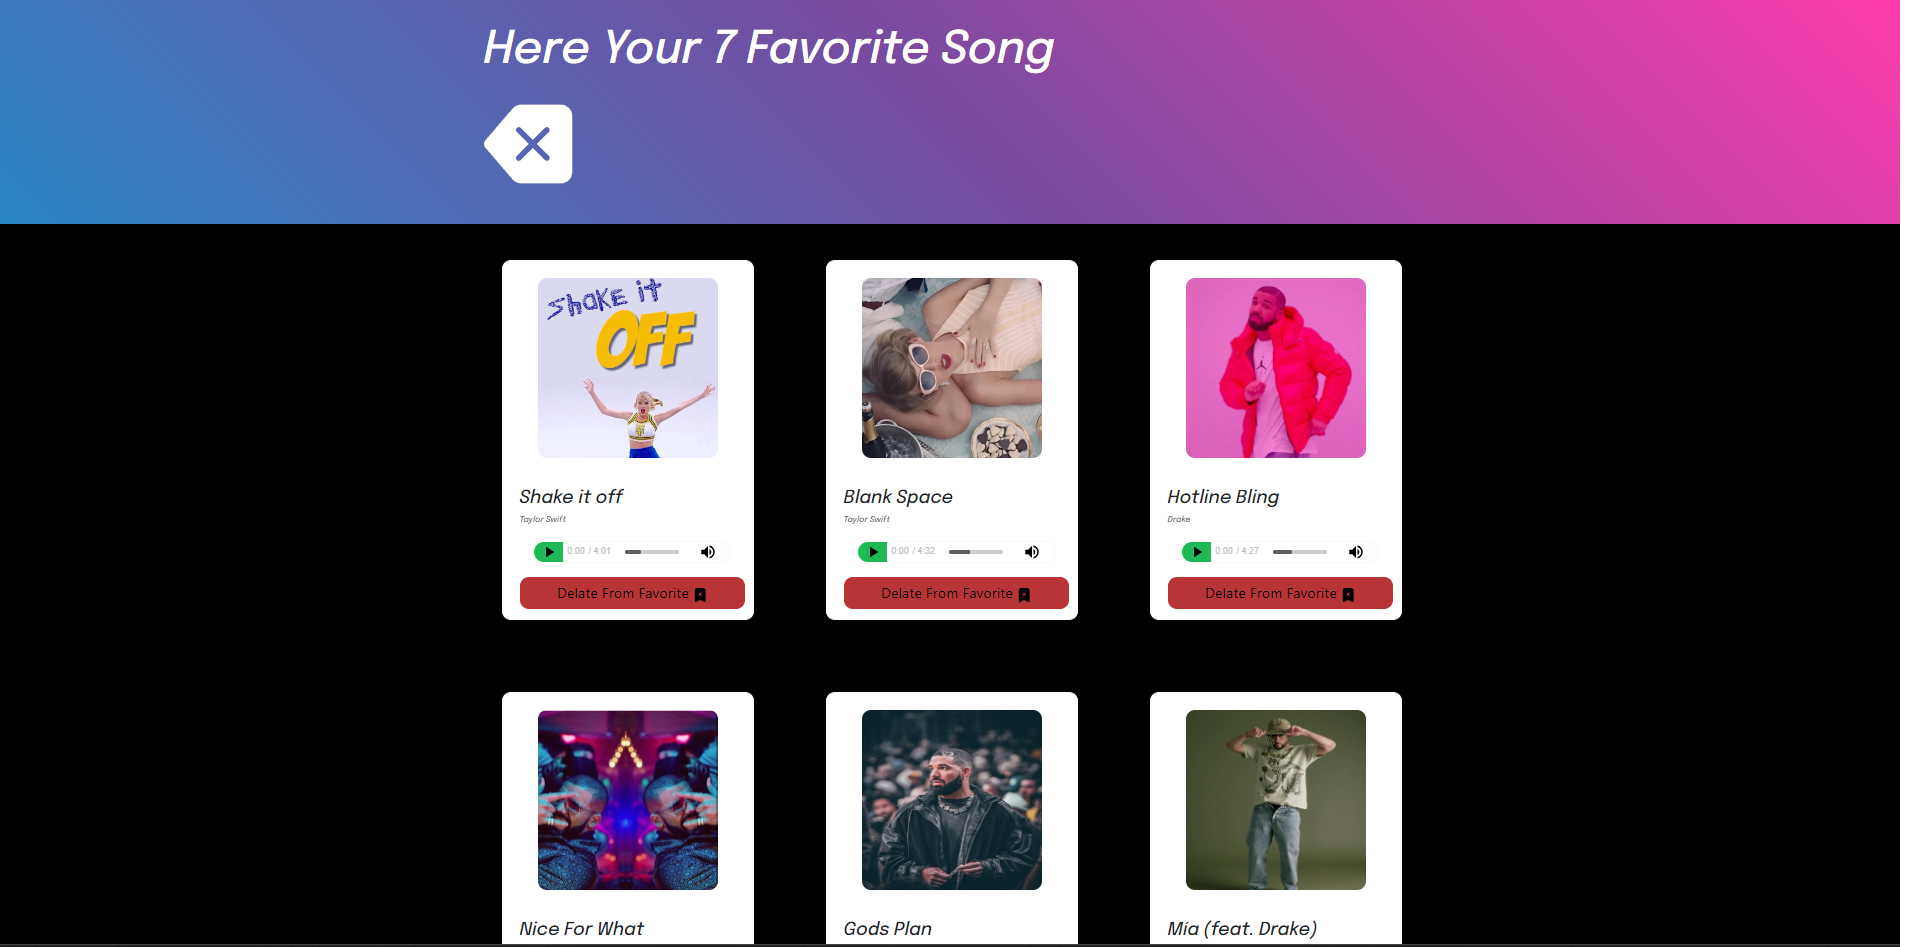 Here Your 7 Favorite Song
Shake it
OFF
Shake it off
Taylor Swift
0:00 / 4:01
Delate From Favorite
Blank Space
Taylor Swift
0:00 / 4:32
Delate From Favorite
Hotline Bling
Drake
0:00 / 4:27
Delate From Favorite
Nice For What
Gods Plan
Mía (feat. Drake)